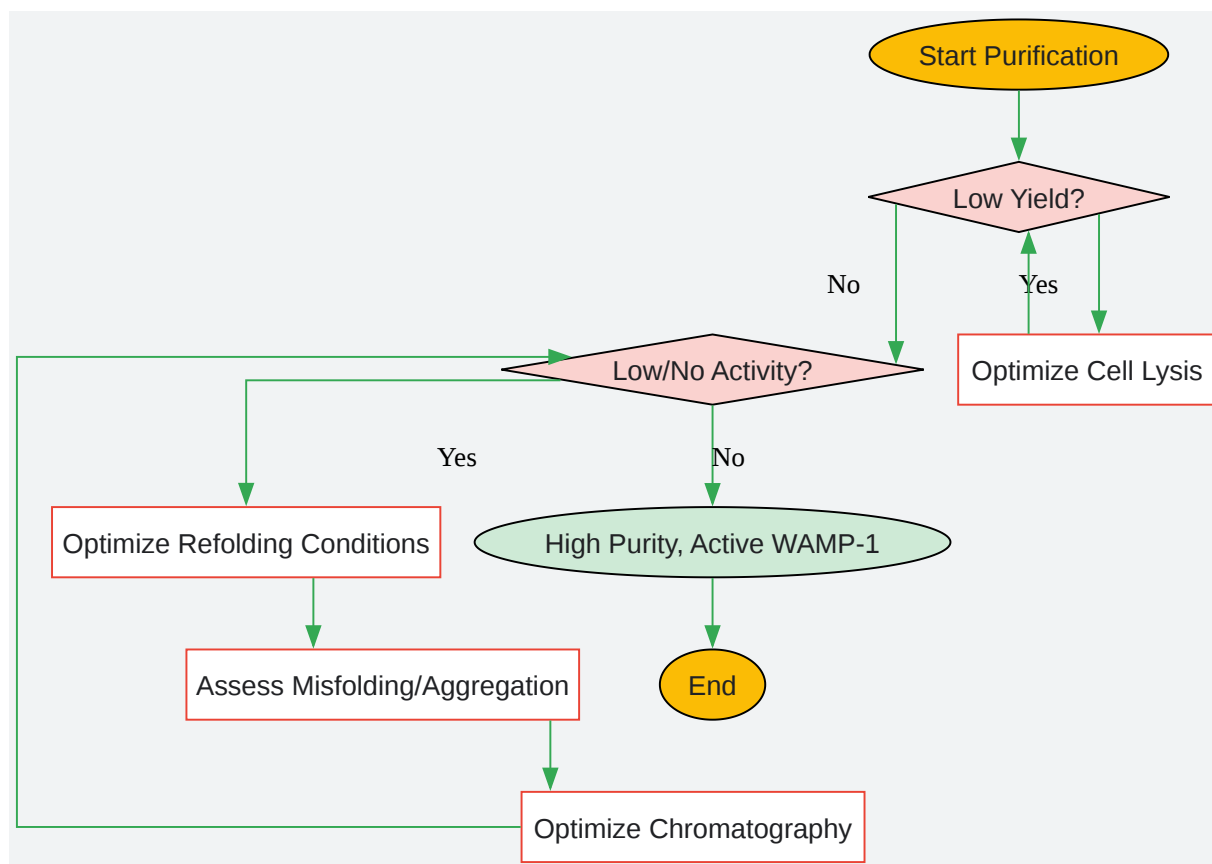 Start Purification
Low Yield?
No
Yes
Low/No Activity?
Optimize Cell Lysis
Yes
No
Optimize Refolding Conditions
High Purity, Active WAMP-1
Assess Misfolding/Aggregation
End
Optimize Chromatography